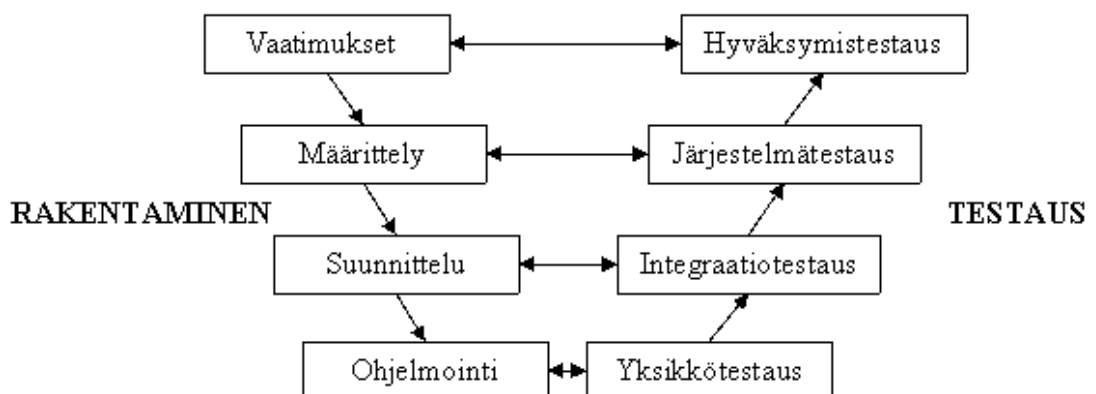 Vaatimukset
Hyväksymistestaus
Määrittely
Järjestelmätestaus
RAKENTAMINEN
TESTAUS
Suunnittelu
Integraatiotestaus
Ohjelmointi
Yksikkötestaus